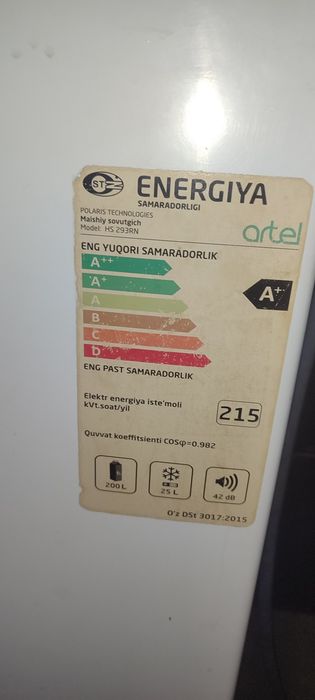 ST
ENERGIYA
SAMARADORLIGI
POLARIS TECHNOLOGIES
Maishiy sovutgich
Model: HS 293RN
artel
ENG YUQORI SAMARADORLIK
A++
A+
A
B
C
D
A+
ENG PAST SAMARADORLIK
Elektr energiya iste'moli
kVt.soat/yil
215
Quvvat koeffitsienti COSφ=0.982
200 L
25 L
42 dB
O'z DSt 3017:2015